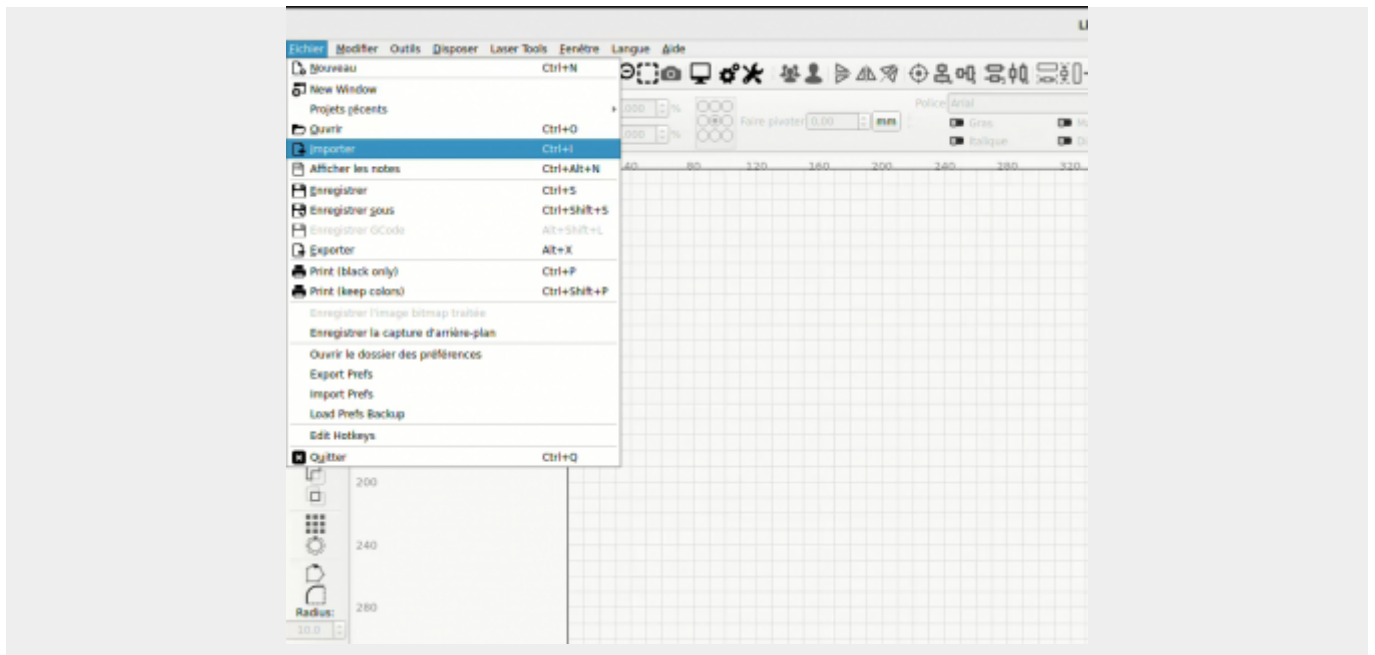 LI
Fichier Modifier Outils Disposer Laser Tools Fenêtre Langue Aide
Nouveau Ctrl+N
New Window
Projets récents
Ouvrir Ctrl+O
Importer Ctrl+I
Afficher les notes Ctrl+Alt+N
Enregistrer Ctrl+S
Enregistrer sous Ctrl+Shift+S
Enregistrer GCode Alt+Shift+L
Exporter Alt+X
Print (black only) Ctrl+P
Print (keep colors) Ctrl+Shift+P
Enregistrer l'image bitmap traitée
Enregistrer la capture d'arrière-plan
Ouvrir le dossier des préférences
Export Prefs
Import Prefs
Load Prefs Backup
Edit Hotkeys
Quitter Ctrl+Q
.000 %
.000 %
Faire pivoter 0,00 mm
Police Arial
Gras
Italique
40 80 120 160 200 240 280 320
200
240
280
Radius:
10.0